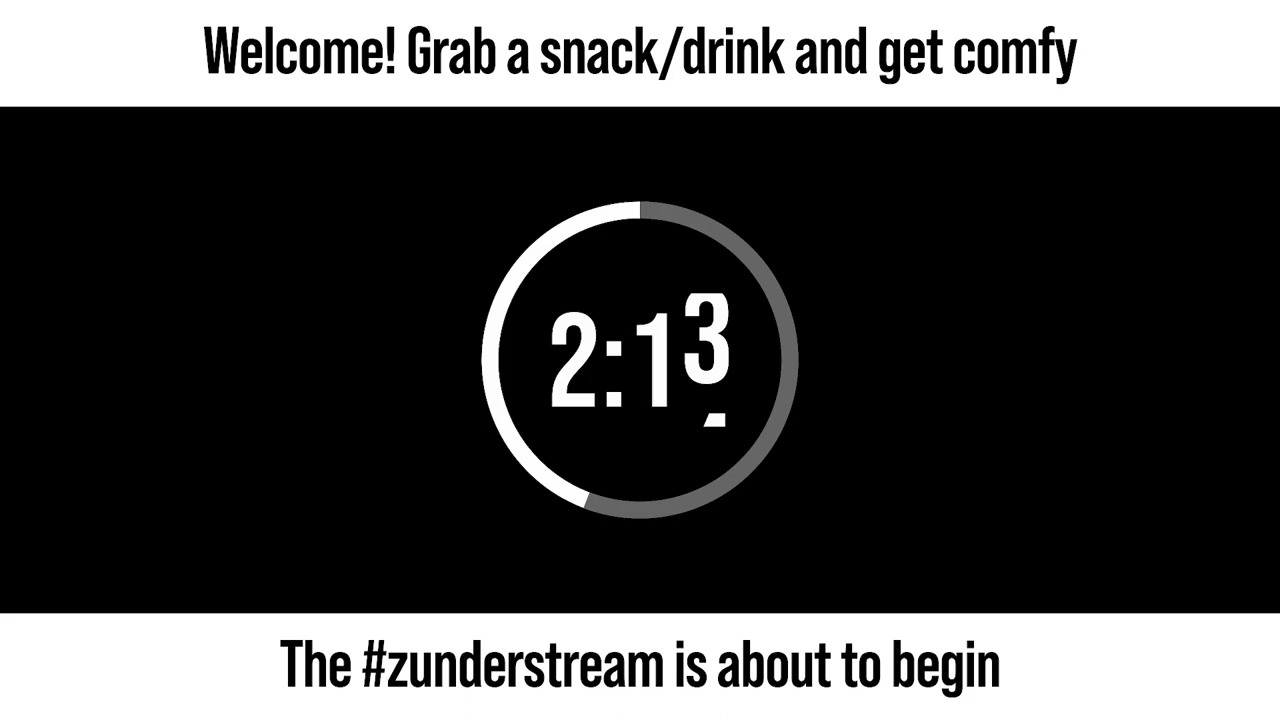 Welcome! Grab a snack/drink and get comfy
2:13
The #zunderstream is about to begin